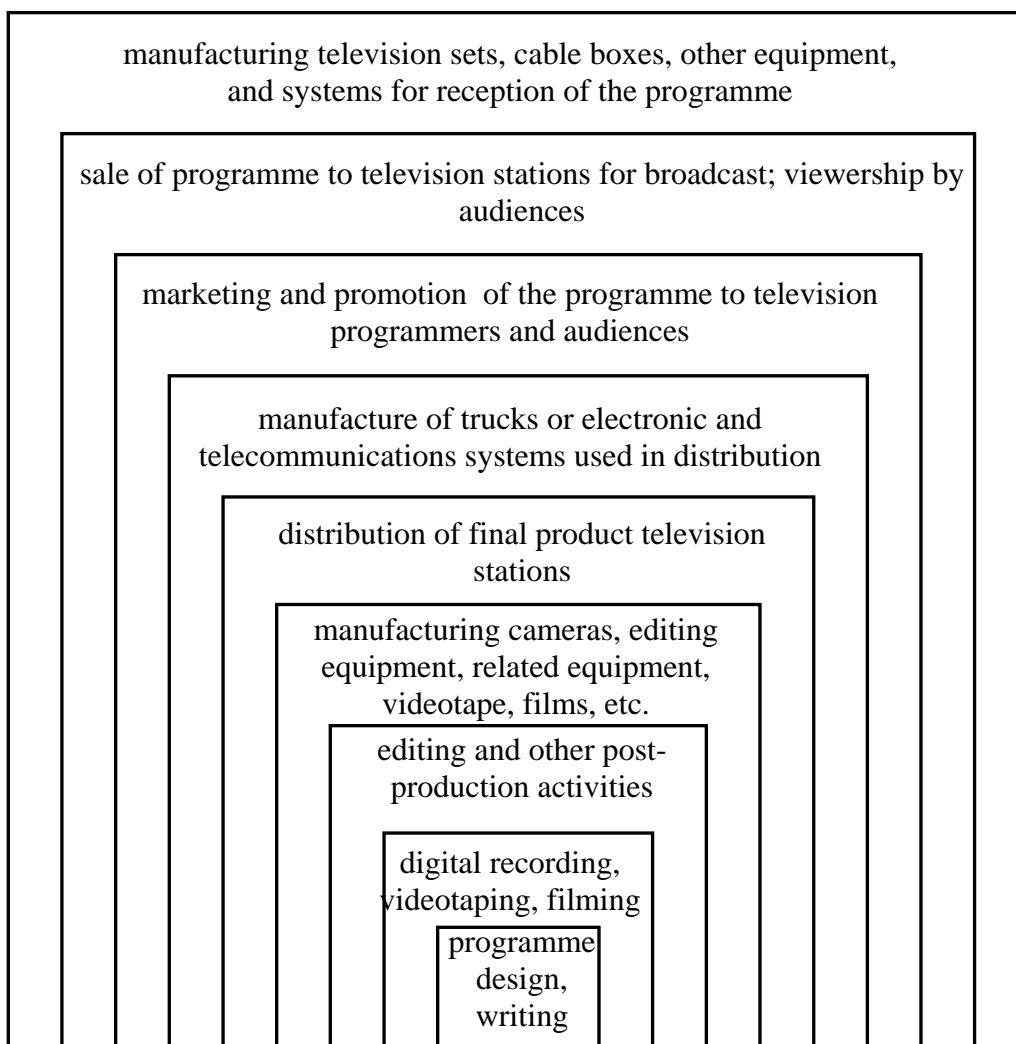 manufacturing television sets, cable boxes, other equipment,
and systems for reception of the programme
sale of programme to television stations for broadcast; viewership by
audiences
marketing and promotion  of the programme to television
programmers and audiences
manufacture of trucks or electronic and
telecommunications systems used in distribution
distribution of final product television
stations
manufacturing cameras, editing
equipment, related equipment,
videotape, films, etc.
editing and other post-
production activities
digital recording,
videotaping, filming
programme
design,
writing